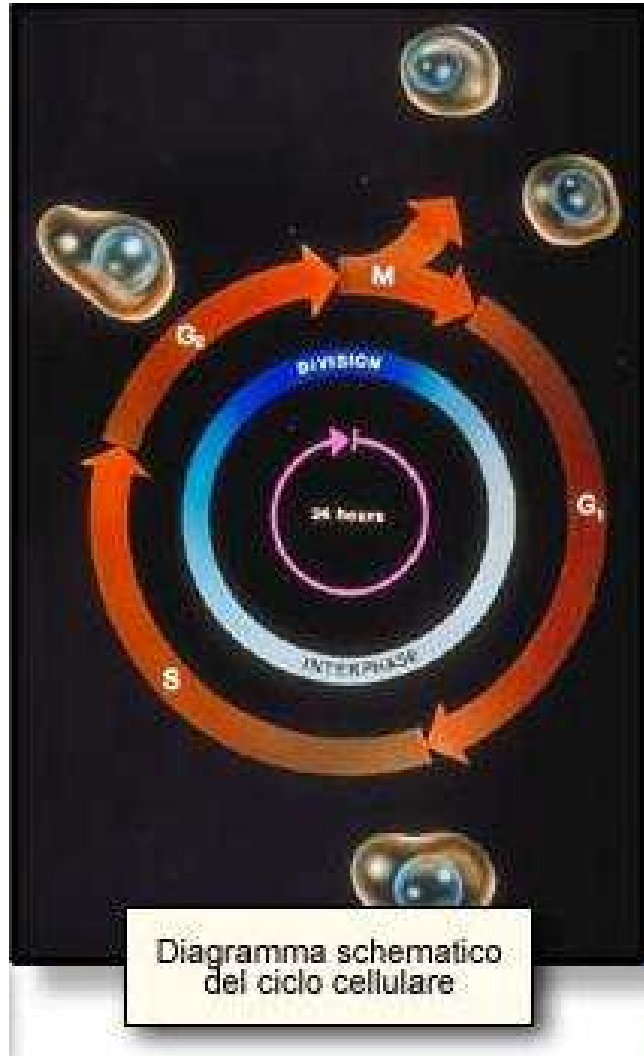 M
G₂
DIVISION
G₁
24 hours
INTERPHASE
S
Diagramma schematico
del ciclo cellulare